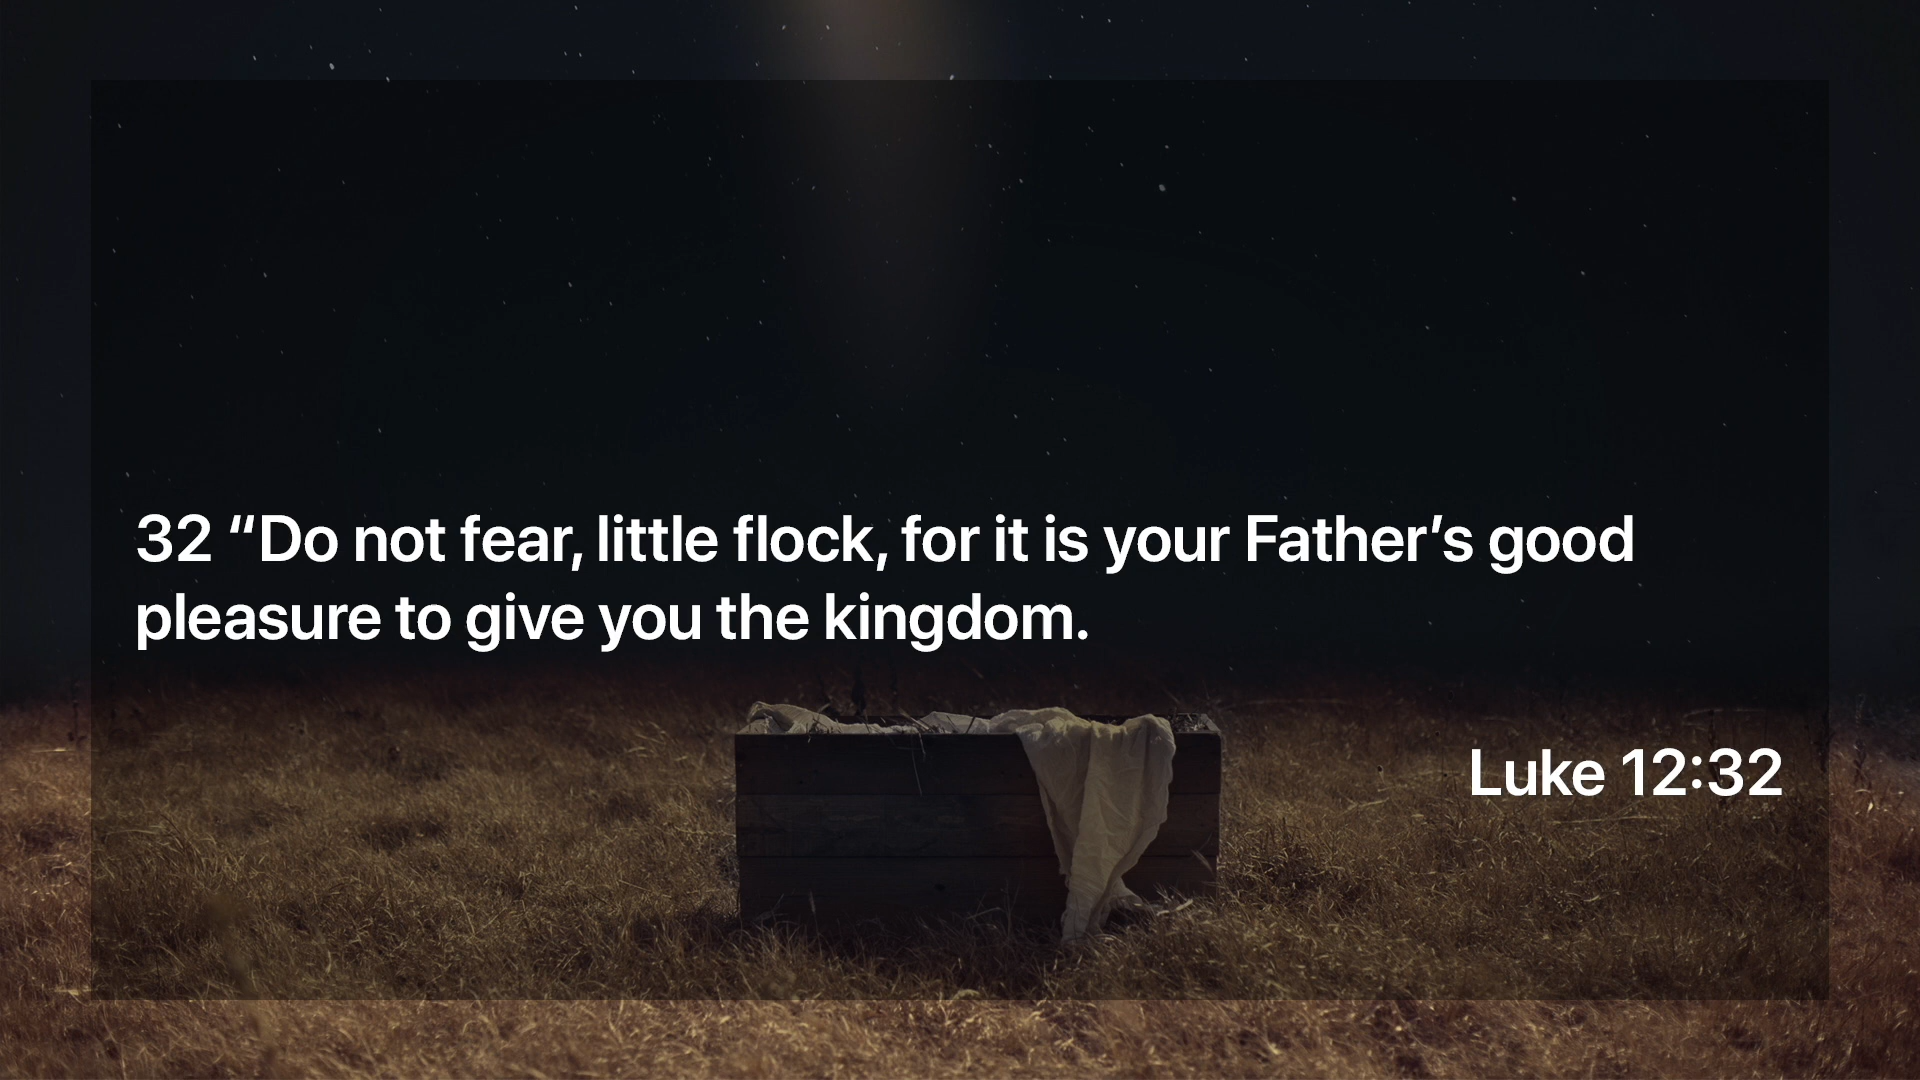 32 “Do not fear, little flock, for it is your Father’s good
pleasure to give you the kingdom.
Luke 12:32